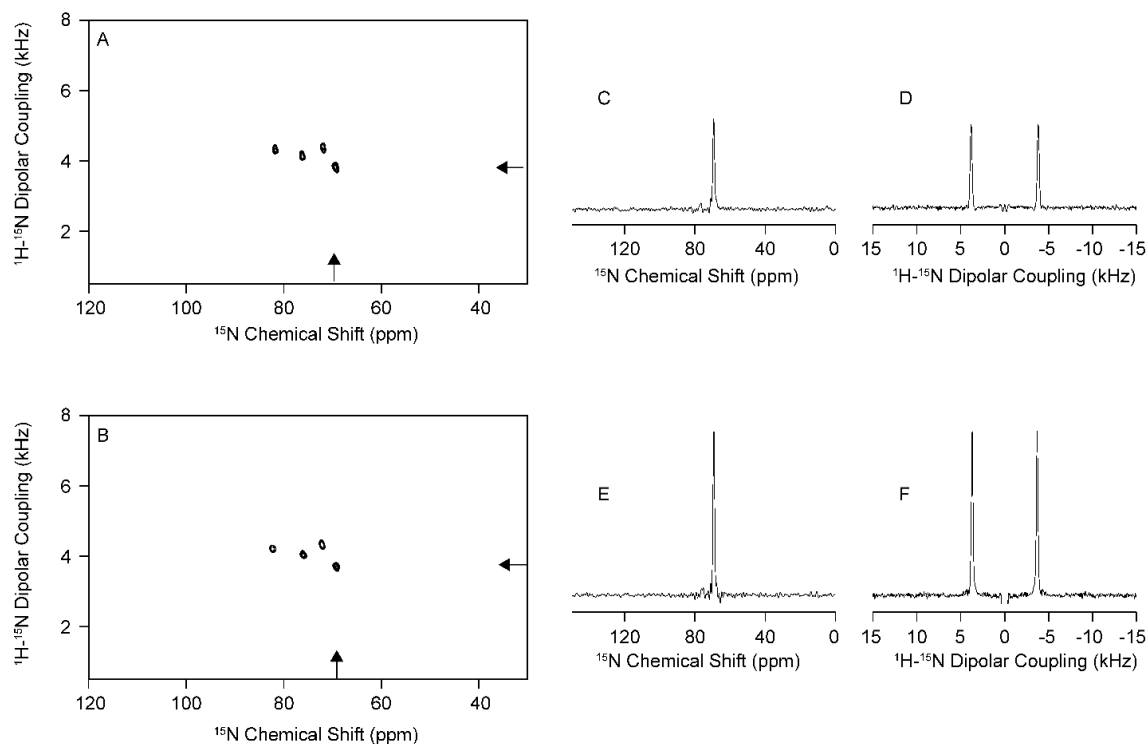 A
¹H-¹⁵N Dipolar Coupling (kHz)
8
6
4
2
120 100 80 60 40
¹⁵N Chemical Shift (ppm)
C
120 80 40 0
¹⁵N Chemical Shift (ppm)
D
15 10 5 0 -5 -10 -15
¹H-¹⁵N Dipolar Coupling (kHz)
B
¹H-¹⁵N Dipolar Coupling (kHz)
8
6
4
2
120 100 80 60 40
¹⁵N Chemical Shift (ppm)
E
120 80 40 0
¹⁵N Chemical Shift (ppm)
F
15 10 5 0 -5 -10 -15
¹H-¹⁵N Dipolar Coupling (kHz)